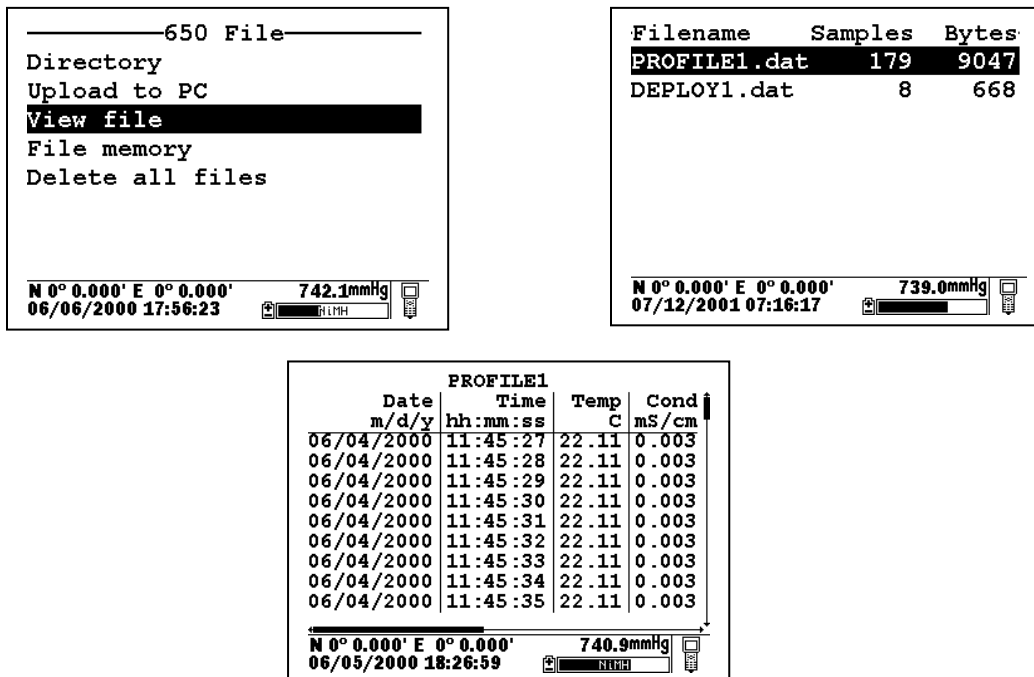 650 File
Directory
Upload to PC
View file
File memory
Delete all files
N 0° 0.000' E 0° 0.000' 742.1mmHg
06/06/2000 17:56:23 NiMH
Filename Samples Bytes
PROFILE1.dat 179 9047
DEPLOY1.dat 8 668
N 0° 0.000' E 0° 0.000' 739.0mmHg
07/12/2001 07:16:17
PROFILE1
Date Time Temp Cond
m/d/y hh:mm:ss C mS/cm
06/04/2000 11:45:27 22.11 0.003
06/04/2000 11:45:28 22.11 0.003
06/04/2000 11:45:29 22.11 0.003
06/04/2000 11:45:30 22.11 0.003
06/04/2000 11:45:31 22.11 0.003
06/04/2000 11:45:32 22.11 0.003
06/04/2000 11:45:33 22.11 0.003
06/04/2000 11:45:34 22.11 0.003
06/04/2000 11:45:35 22.11 0.003
N 0° 0.000' E 0° 0.000' 740.9mmHg
06/05/2000 18:26:59 NiMH